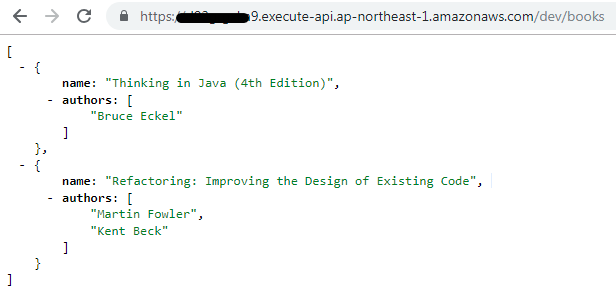 https:9.execute-api.ap-northeast-1.amazonaws.com/dev/books
[
- {
name: "Thinking in Java (4th Edition)",
- authors: [
"Bruce Eckel"
]
},
- {
name: "Refactoring: Improving the Design of Existing Code",
- authors: [
"Martin Fowler",
"Kent Beck"
]
}
]